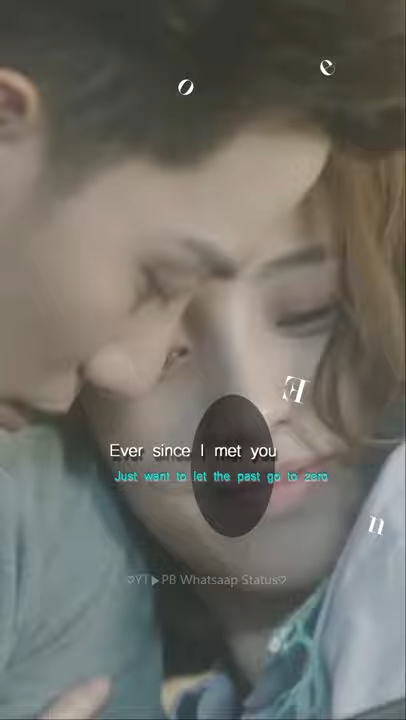 o
e
E
Ever since I met you
Just want to let the past go to zero
n
♡YT▶PB Whatsaap Status♡